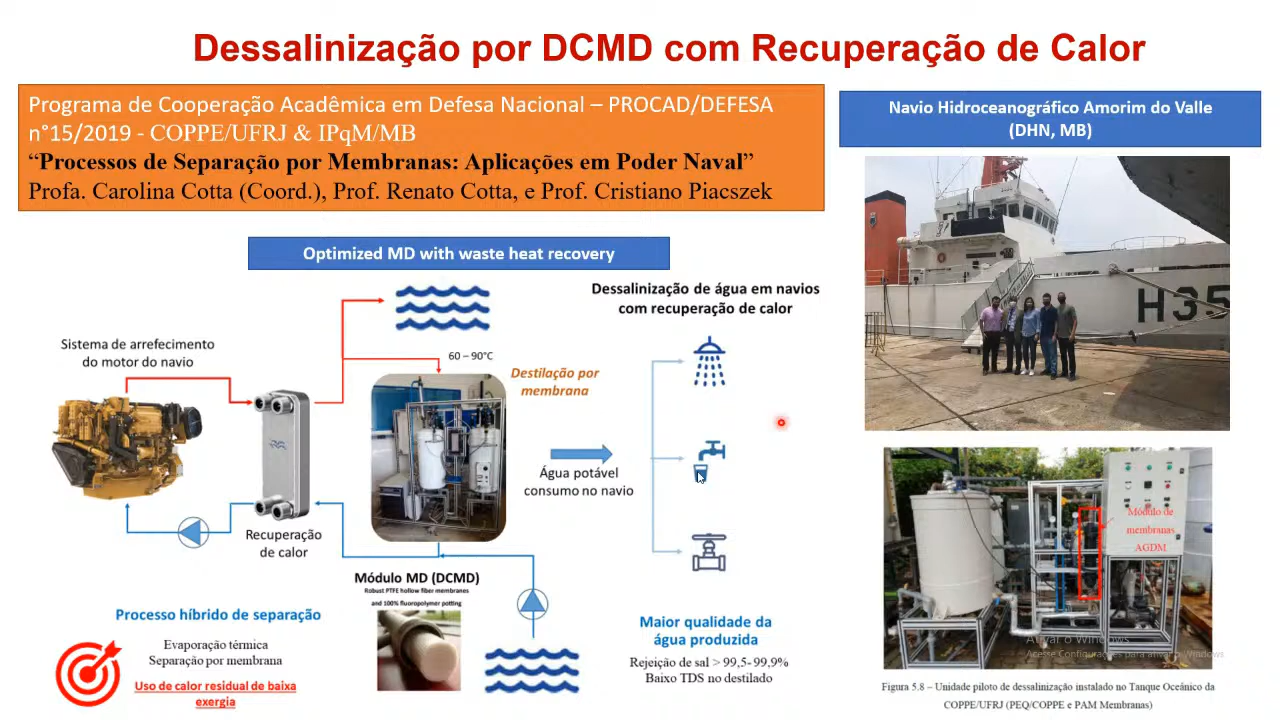 Dessalinização por DCMD com Recuperação de Calor
Programa de Cooperação Acadêmica em Defesa Nacional – PROCAD/DEFESA
n°15/2019 - COPPE/UFRJ & IPqM/MB
“Processos de Separação por Membranas: Aplicações em Poder Naval”
Profa. Carolina Cotta (Coord.), Prof. Renato Cotta, e Prof. Cristiano Piacszek
Navio Hidroceanográfico Amorim do Valle
(DHN, MB)
Optimized MD with waste heat recovery
Dessalinização de água em navios
com recuperação de calor
Sistema de arrefecimento
do motor do navio
60 – 90°C
Destilação por
membrana
Água potável
consumo no navio
Recuperação
de calor
Módulo MD (DCMD)
Robust PTFE hollow fiber membranes
and 100% fluoropolymer potting
Processo híbrido de separação
Evaporação térmica
Separação por membrana
Uso de calor residual de baixa
exergia
Maior qualidade da
água produzida
Rejeição de sal > 99,5- 99,9%
Baixo TDS no destilado
H35
Módulo de
membranas
AGDM
Ativar o Windows
Acesse Configurações para ativar o Windows
Figura 5.8 – Unidade piloto de dessalinização instalado no Tanque Oceânico da
COPPE/UFRJ (PEQ/COPPE e PAM Membranas)